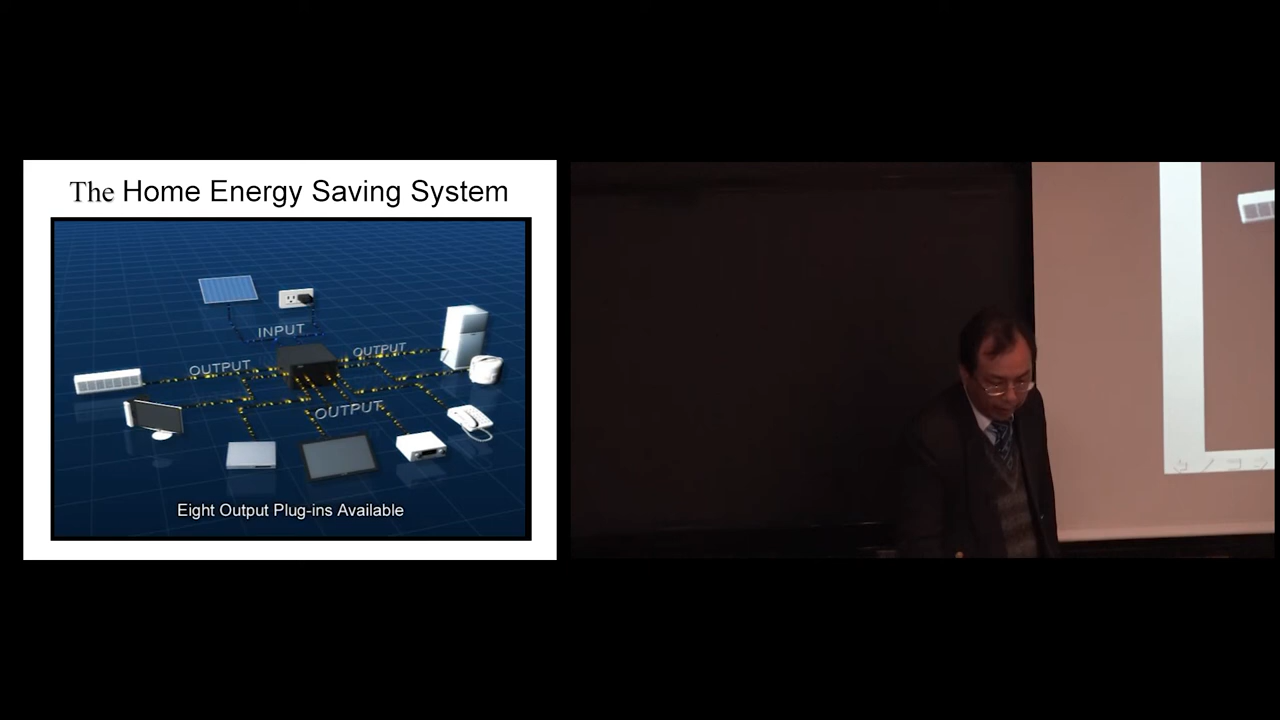 The Home Energy Saving System
INPUT
OUTPUT
OUTPUT
OUTPUT
Eight Output Plug-ins Available